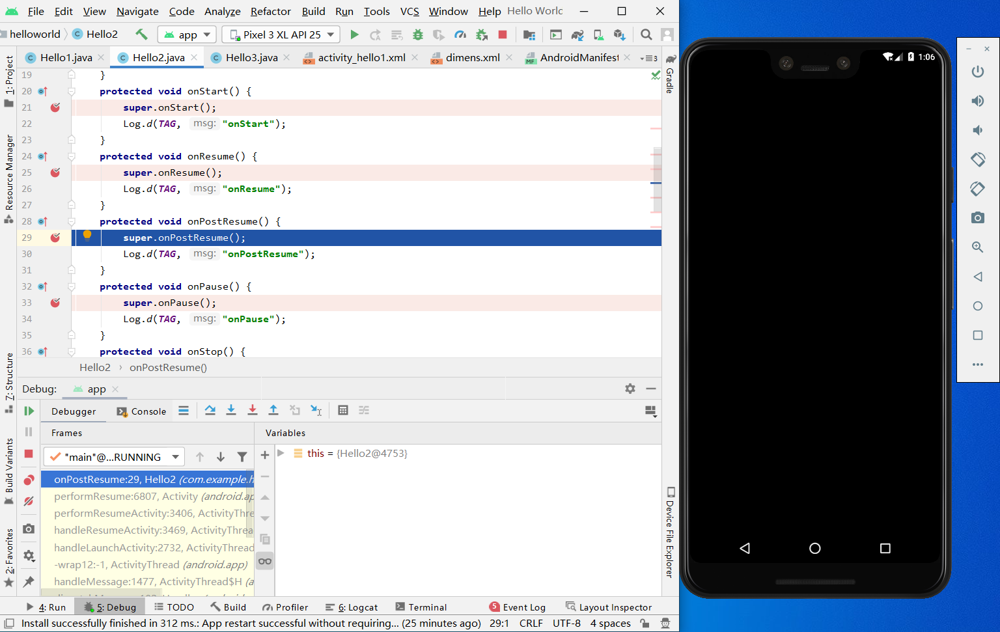 File Edit View Navigate Code Analyze Refactor Build Run Tools VCS Window Help Hello Worlc
helloworld Hello2 app Pixel 3 XL API 25
Hello1.java Hello2.java Hello3.java activity_hello1.xml dimens.xml AndroidManifest 3
1: Project
Resource Manager
Z: Structure
Build Variants
2: Favorites
19 }
20 protected void onStart() {
21 super.onStart();
22 Log.d(TAG, msg: "onStart");
23 }
24 protected void onResume() {
25 super.onResume();
26 Log.d(TAG, msg: "onResume");
27 }
28 protected void onPostResume() {
29 super.onPostResume();
30 Log.d(TAG, msg: "onPostResume");
31 }
32 protected void onPause() {
33 super.onPause();
34 Log.d(TAG, msg: "onPause");
35 }
36 protected void onStop() {
Hello2 › onPostResume()
Gradle
Device File Explorer
Debug: app
Debugger Console
Frames
Variables
"main"@...RUNNING
this = {Hello2@4753}
onPostResume:29, Hello2 (com.example.h
performResume:6807, Activity (android.ap
performResumeActivity:3406, ActivityThre
handleResumeActivity:3469, ActivityThrea
handleLaunchActivity:2732, ActivityThread
-wrap12:-1, ActivityThread (android.app)
handleMessage:1477, ActivityThread$H (a
4: Run 5: Debug TODO Build Profiler 6: Logcat Terminal 5 Event Log Layout Inspector
Install successfully finished in 312 ms.: App restart successful without requiring... (25 minutes ago) 29:1 CRLF UTF-8 4 spaces
1:06